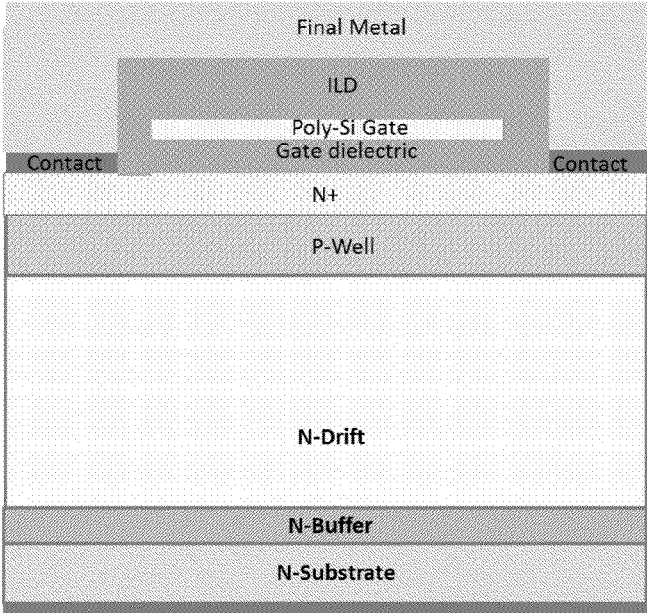 Final Metal
ILD
Poly-Si Gate
Gate dielectric
Contact
Contact
N+
P-Well
N-Drift
N-Buffer
N-Substrate